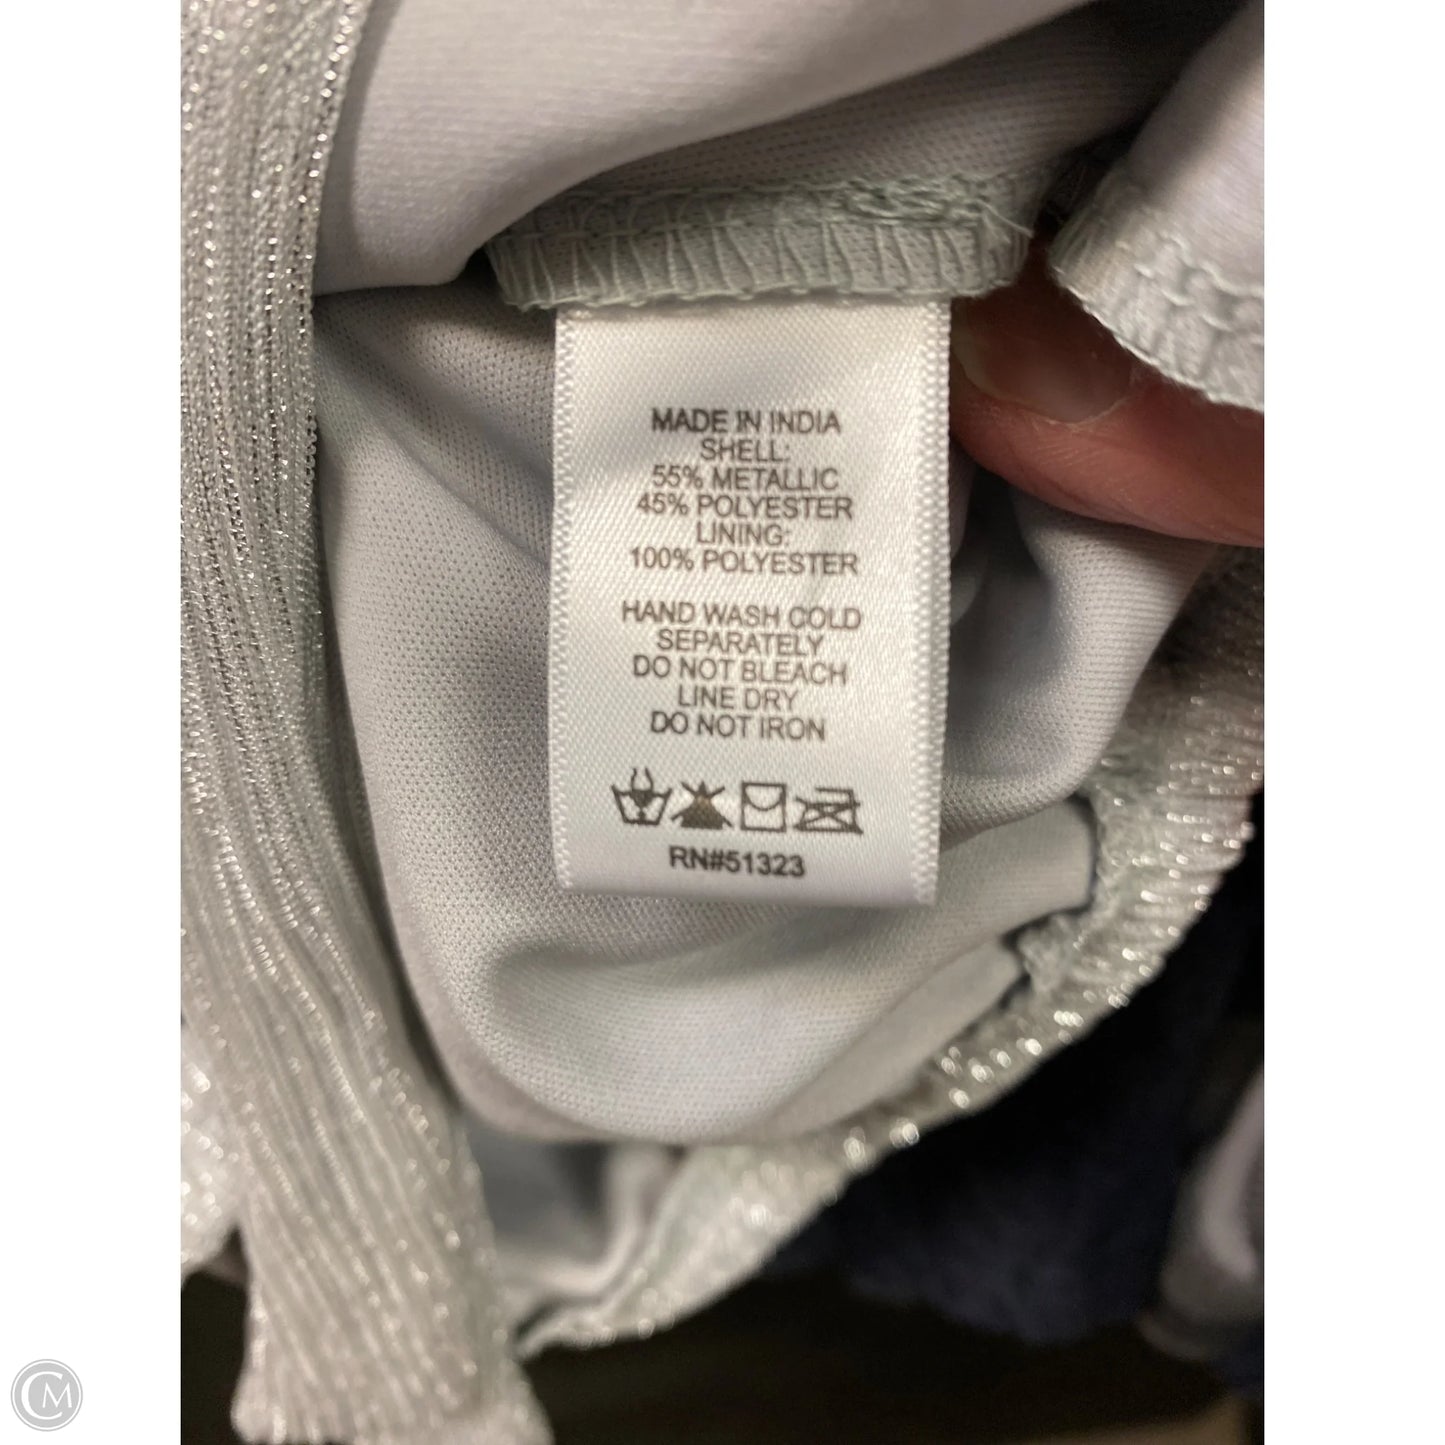 MADE IN INDIA
SHELL:
55% METALLIC
45% POLYESTER
LINING:
100% POLYESTER
HAND WASH COLD
SEPARATELY
DO NOT BLEACH
LINE DRY
DO NOT IRON
RN#51323
CM